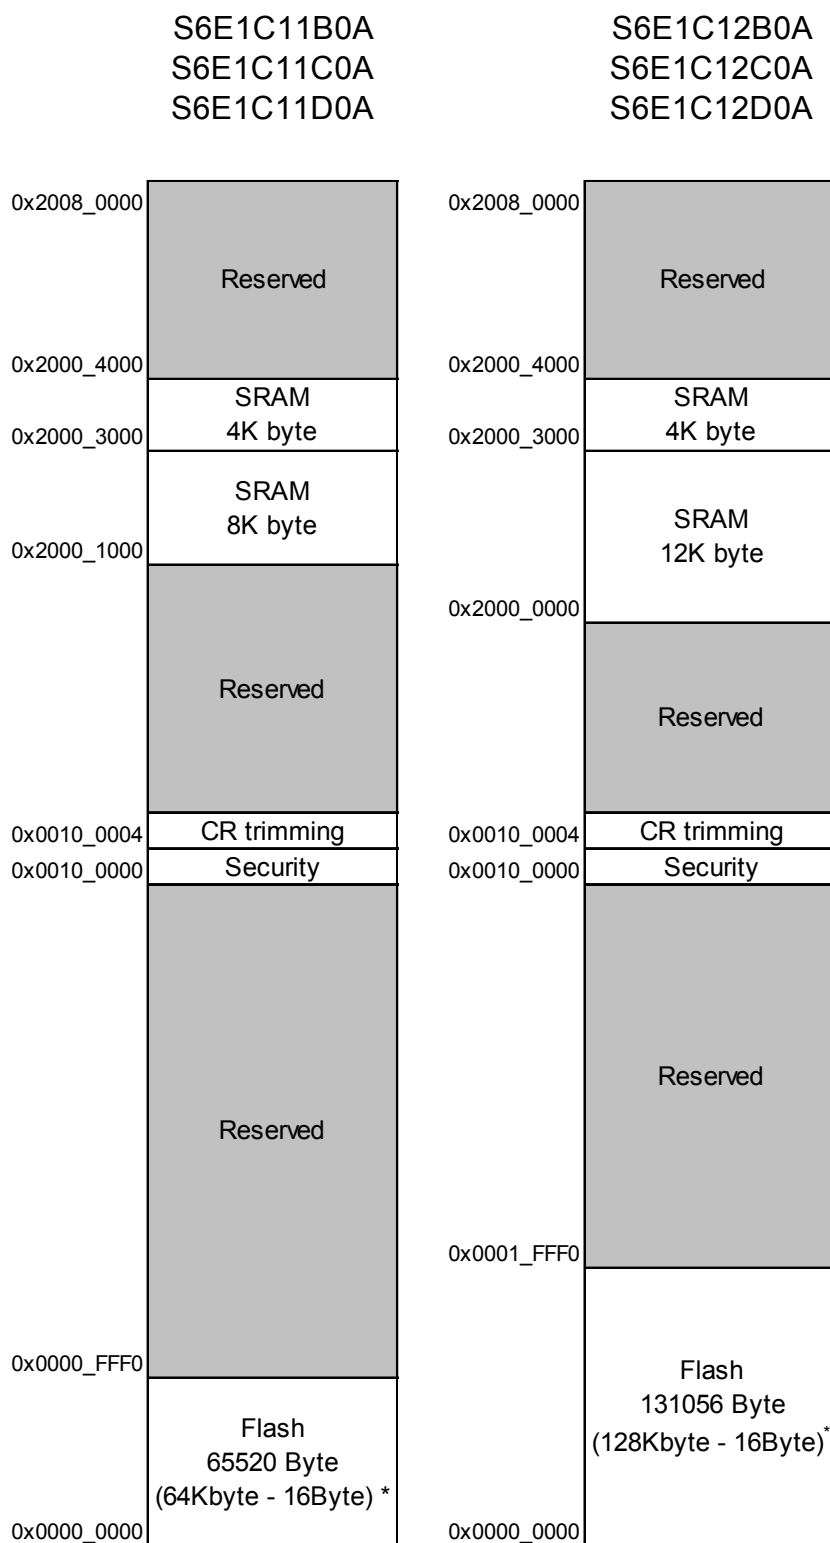 S6E1C11B0A
S6E1C11C0A
S6E1C11D0A
0x2008_0000
Reserved
0x2000_4000
SRAM
4K byte
0x2000_3000
SRAM
8K byte
0x2000_1000
Reserved
0x0010_0004
CR trimming
0x0010_0000
Security
Reserved
0x0000_FFF0
Flash
65520 Byte
(64Kbyte - 16Byte) *
0x0000_0000
S6E1C12B0A
S6E1C12C0A
S6E1C12D0A
0x2008_0000
Reserved
0x2000_4000
SRAM
4K byte
0x2000_3000
SRAM
12K byte
0x2000_0000
Reserved
0x0010_0004
CR trimming
0x0010_0000
Security
Reserved
0x0001_FFF0
Flash
131056 Byte
(128Kbyte - 16Byte)*
0x0000_0000